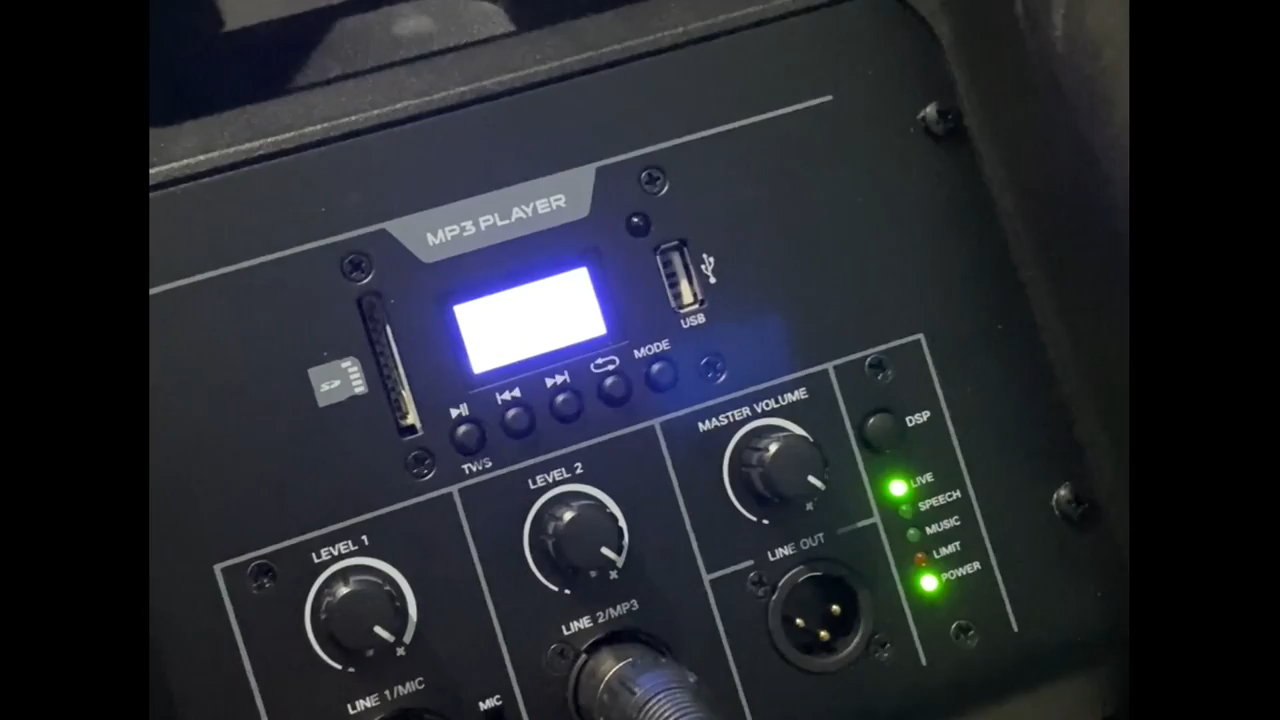 MP3 PLAYER
USB
SD
MODE
TWS
MASTER VOLUME
DSP
LEVEL 2
LIVE
SPEECH
MUSIC
LIMIT
POWER
LEVEL 1
LINE OUT
LINE 2/MP3
LINE 1/MIC
MIC